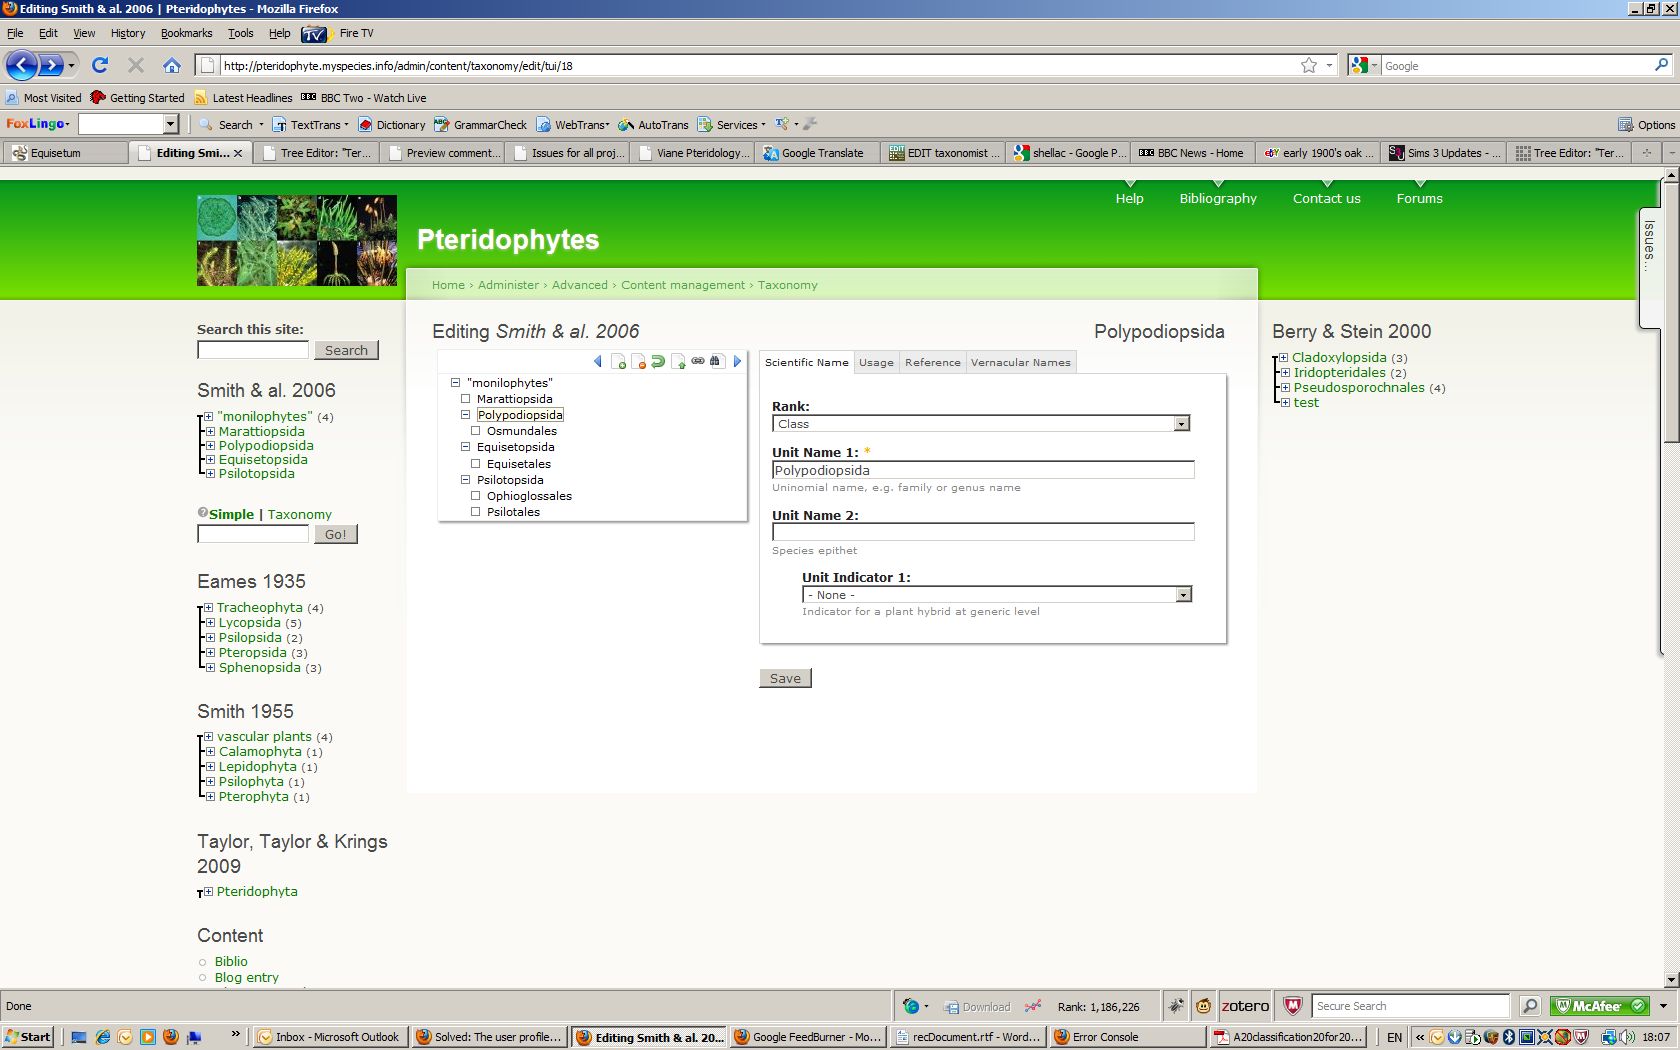 Editing Smith & al. 2006 | Pteridophytes - Mozilla Firefox
File Edit View History Bookmarks Tools Help TV Fire TV
http://pteridophyte.myspecies.info/admin/content/taxonomy/edit/tui/18
Google
Most Visited Getting Started Latest Headlines BBC BBC Two - Watch Live
FoxLingo Search TextTrans Dictionary GrammarCheck WebTrans AutoTrans Services Options
Equisetum Editing Smi... Tree Editor: "Ter... Preview comment... Issues for all proj... Viane Pteridology... Google Translate EDIT taxonomist ... shellac - Google P... BBC BBC News - Home early 1900's oak ... Sims 3 Updates - ... Tree Editor: "Ter...
Help Bibliography Contact us Forums
Issues...
Pteridophytes
Home › Administer › Advanced › Content management › Taxonomy
Search this site:
Search
Smith & al. 2006
"monilophytes" (4)
Marattiopsida
Polypodiopsida
Equisetopsida
Psilotopsida
Simple | Taxonomy
Go!
Eames 1935
Tracheophyta (4)
Lycopsida (5)
Psilopsida (2)
Pteropsida (3)
Sphenopsida (3)
Smith 1955
vascular plants (4)
Calamophyta (1)
Lepidophyta (1)
Psilophyta (1)
Pterophyta (1)
Taylor, Taylor & Krings
2009
Pteridophyta
Content
Biblio
Blog entry
Editing Smith & al. 2006
"monilophytes"
Marattiopsida
Polypodiopsida
Osmundales
Equisetopsida
Equisetales
Psilotopsida
Ophioglossales
Psilotales
Polypodiopsida
Scientific Name Usage Reference Vernacular Names
Rank:
Class
Unit Name 1: *
Polypodiopsida
Uninomial name, e.g. family or genus name
Unit Name 2:
Species epithet
Unit Indicator 1:
- None -
Indicator for a plant hybrid at generic level
Save
Berry & Stein 2000
Cladoxylopsida (3)
Iridopteridales (2)
Pseudosporochnales (4)
test
Done Download Rank: 1,186,226 zotero Secure Search McAfee
Start Inbox - Microsoft Outlook Solved: The user profile... Editing Smith & al. 20... Google FeedBurner - Mo... recDocument.rtf - Word... Error Console A20classification20for20... EN 18:07